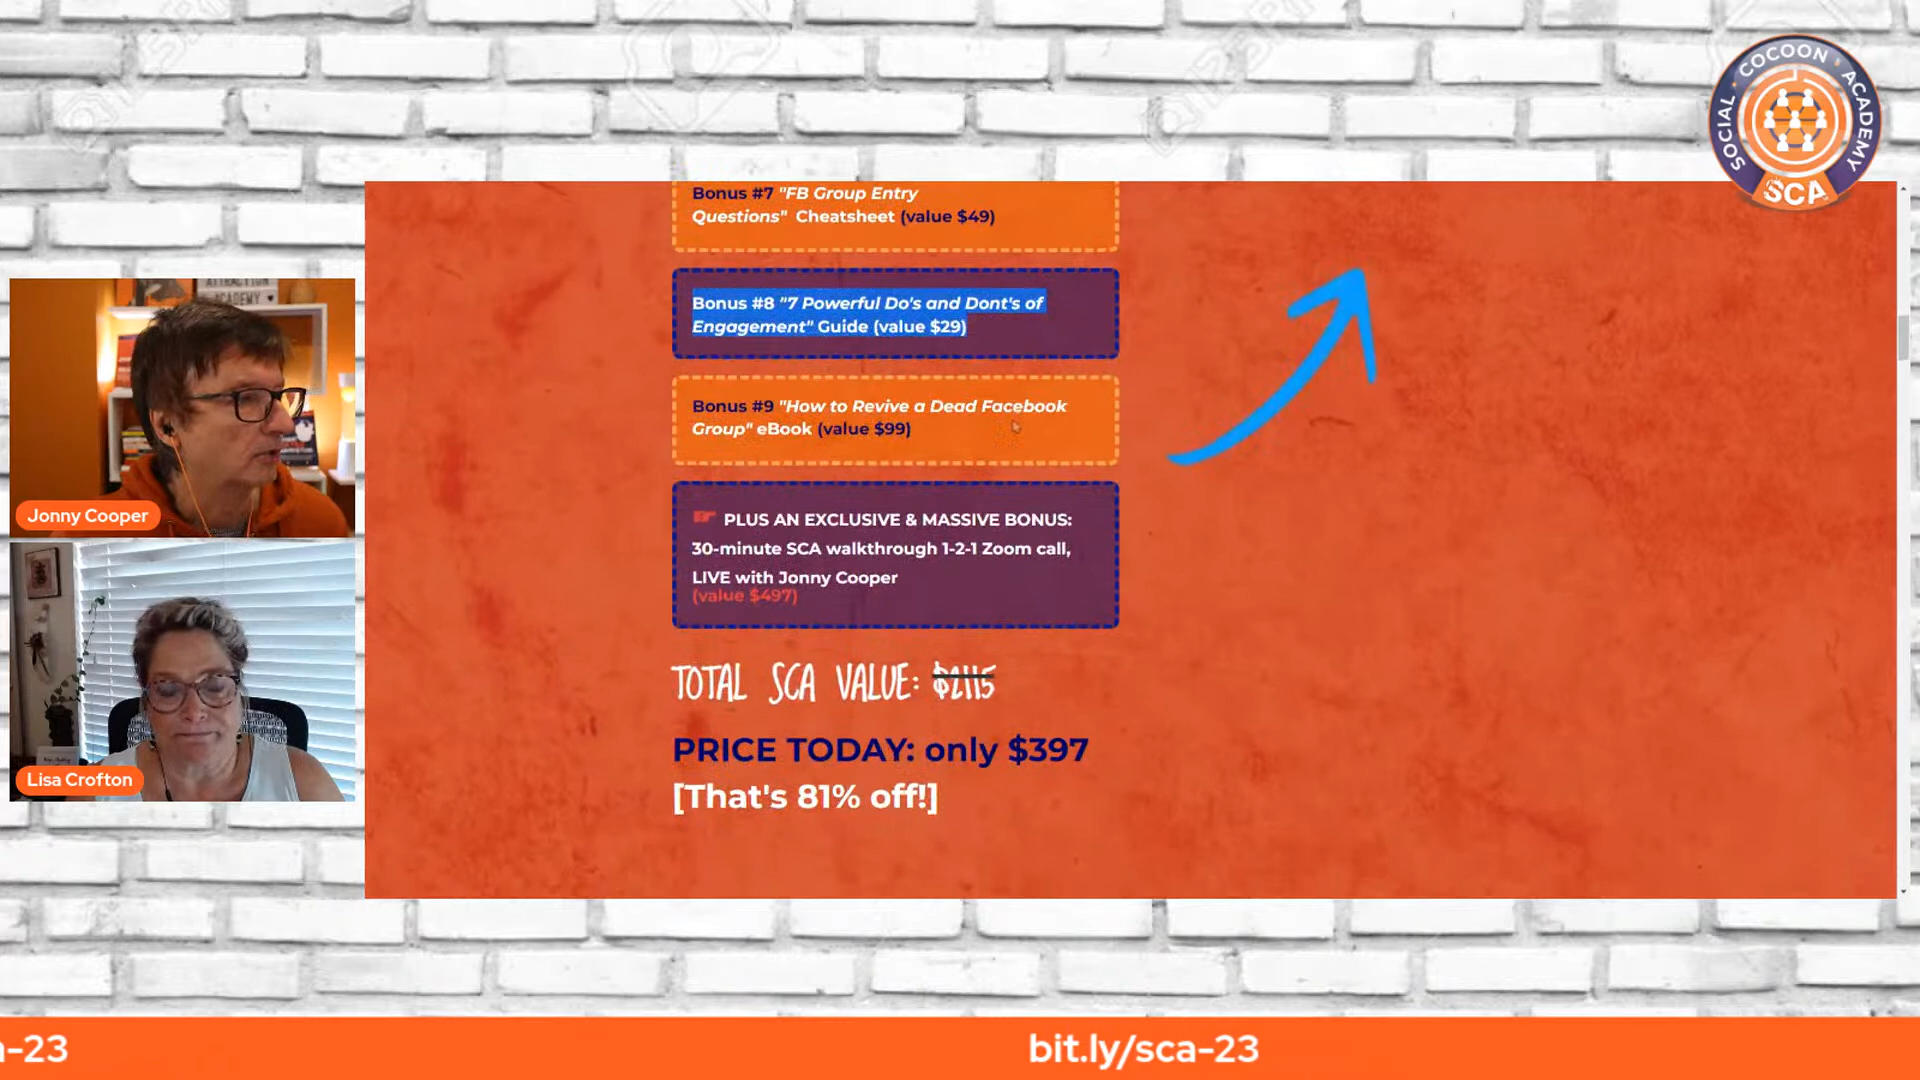 SOCIAL COCOON ACADEMY
SCA
Bonus #7 "FB Group Entry
Questions" Cheatsheet (value $49)
Bonus #8 "7 Powerful Do's and Dont's of
Engagement" Guide (value $29)
Bonus #9 "How to Revive a Dead Facebook
Group" eBook (value $99)
PLUS AN EXCLUSIVE & MASSIVE BONUS:
30-minute SCA walkthrough 1-2-1 Zoom call,
LIVE with Jonny Cooper
(value $497)
TOTAL SCA VALUE: $2115
PRICE TODAY: only $397
[That's 81% off!]
ATTRACTION
ACADEMY
Jonny Cooper
Lisa Crofton
a-23
bit.ly/sca-23